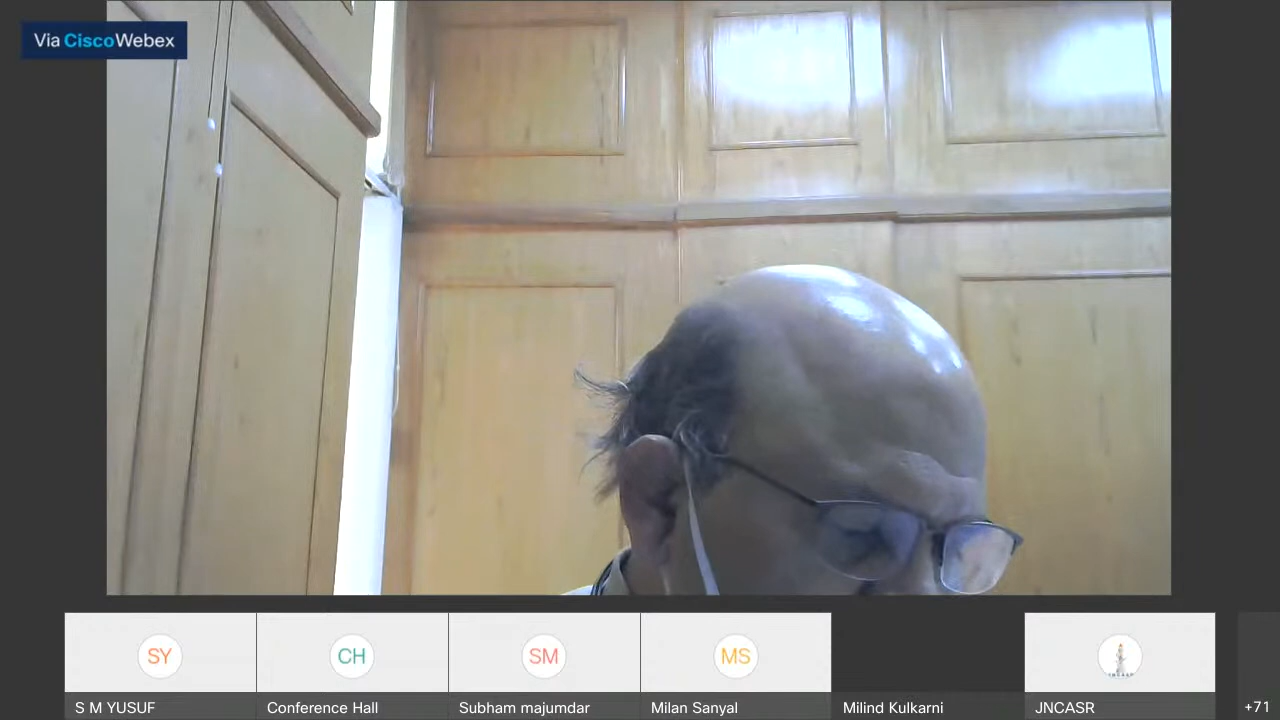 Via CiscoWebex
SY
CH
SM
MS
S M YUSUF
Conference Hall
Subham majumdar
Milan Sanyal
Milind Kulkarni
JNCASR
+71